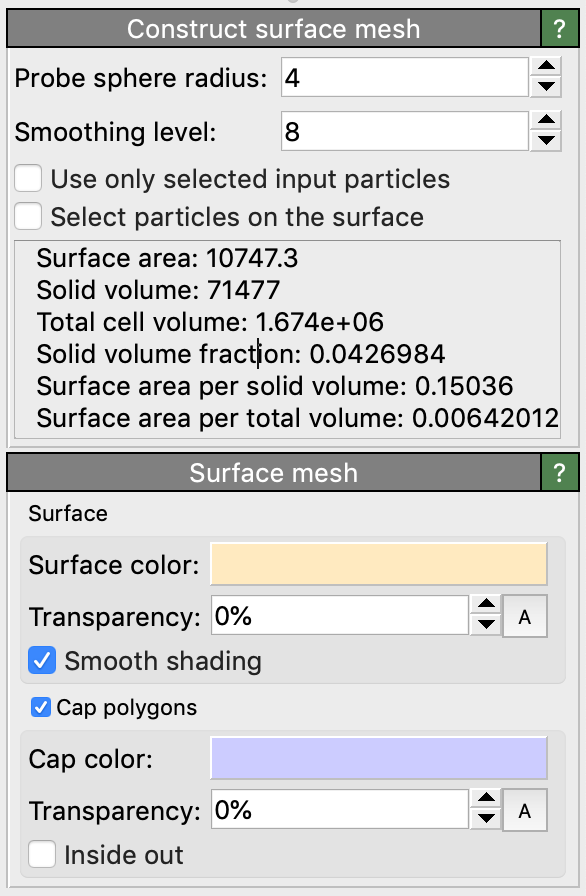 Construct surface mesh ?
Probe sphere radius: 4
Smoothing level: 8
Use only selected input particles
Select particles on the surface
Surface area: 10747.3
Solid volume: 71477
Total cell volume: 1.674e+06
Solid volume fraction: 0.0426984
Surface area per solid volume: 0.15036
Surface area per total volume: 0.00642012
Surface mesh ?
Surface
Surface color:
Transparency: 0% A
Smooth shading
Cap polygons
Cap color:
Transparency: 0% A
Inside out